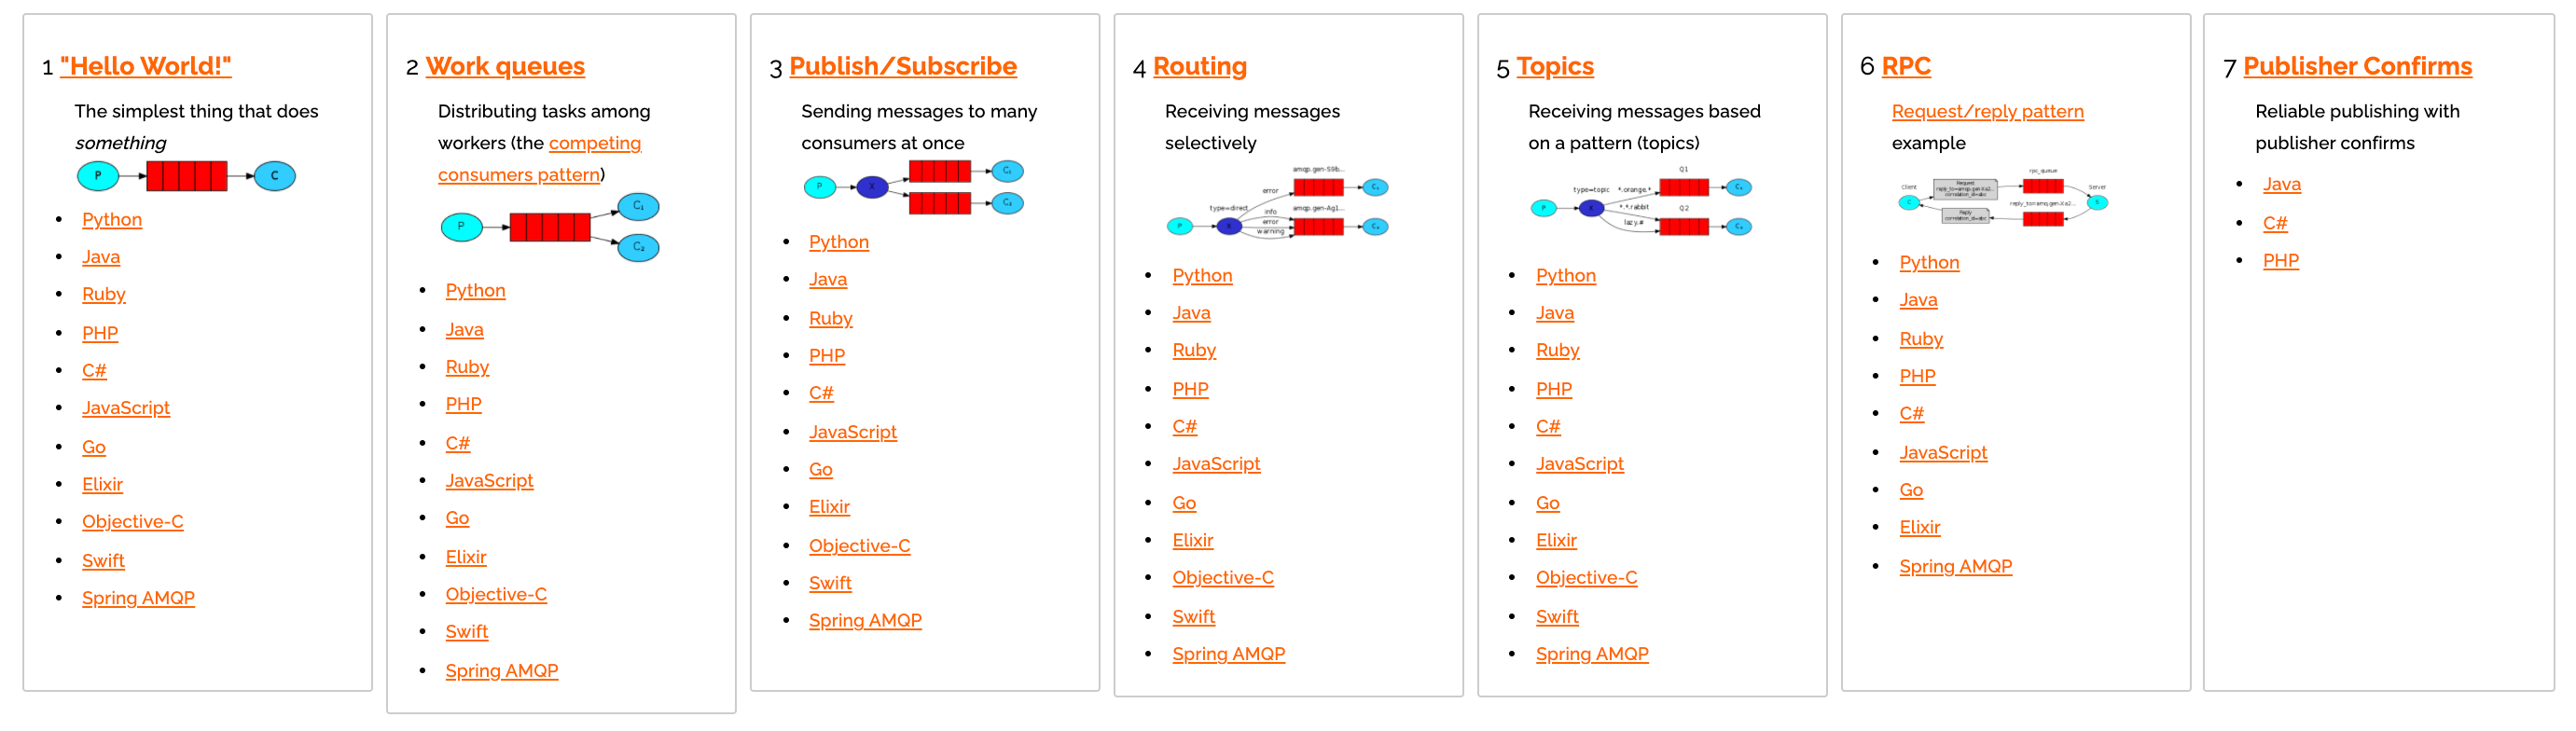 1 "Hello World!"
The simplest thing that does
something
P
C
Python
Java
Ruby
PHP
C#
JavaScript
Go
Elixir
Objective-C
Swift
Spring AMQP
2 Work queues
Distributing tasks among
workers (the competing
consumers pattern)
P
C₁
C₂
Python
Java
Ruby
PHP
C#
JavaScript
Go
Elixir
Objective-C
Swift
Spring AMQP
3 Publish/Subscribe
Sending messages to many
consumers at once
P
X
C₁
C₂
Python
Java
Ruby
PHP
C#
JavaScript
Go
Elixir
Objective-C
Swift
Spring AMQP
4 Routing
Receiving messages
selectively
amqp.gen-S9b...
error
C₁
type=direct
info
amqp.gen-Ag1...
P
X
error
C₂
warning
Python
Java
Ruby
PHP
C#
JavaScript
Go
Elixir
Objective-C
Swift
Spring AMQP
5 Topics
Receiving messages based
on a pattern (topics)
Q1
type=topic
*.orange.*
C₁
P
X
*.*.rabbit
Q2
lazy.#
C₂
Python
Java
Ruby
PHP
C#
JavaScript
Go
Elixir
Objective-C
Swift
Spring AMQP
6 RPC
Request/reply pattern
example
rpc_queue
Client
Request
reply_to=amqp.gen-Xa2...
correlation_id=abc
Server
C
reply_to=amq.gen-Xa2...
S
Reply
correlation_id=abc
Python
Java
Ruby
PHP
C#
JavaScript
Go
Elixir
Spring AMQP
7 Publisher Confirms
Reliable publishing with
publisher confirms
Java
C#
PHP